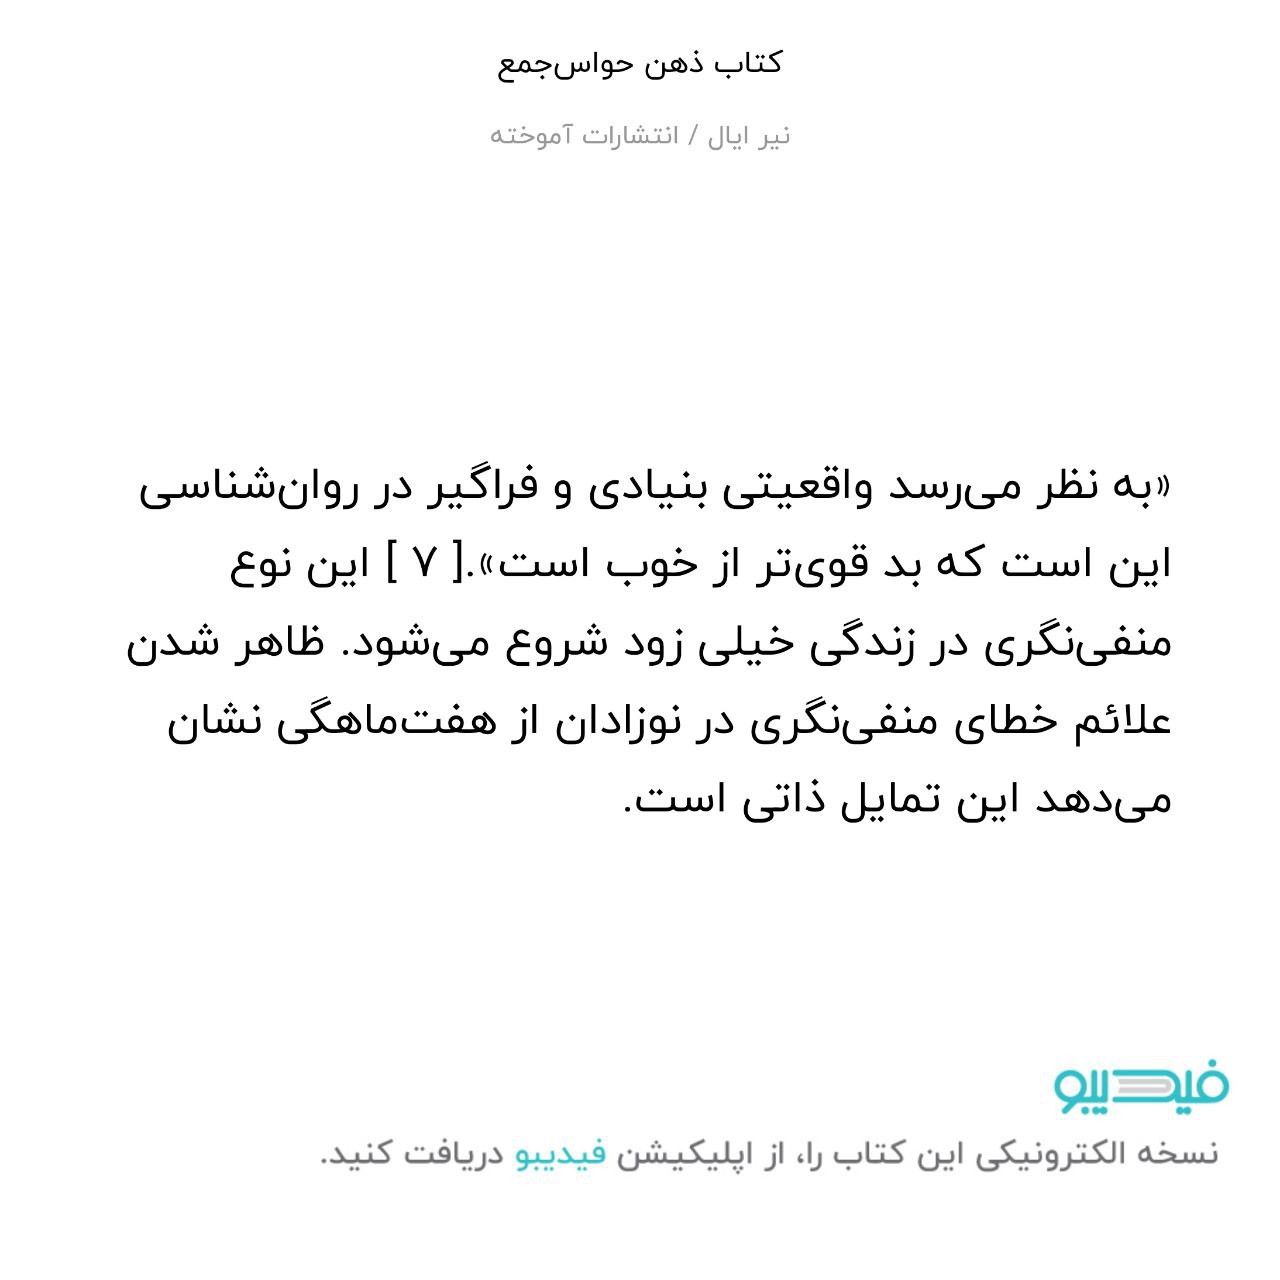 کتاب ذهن حواس‌جمع
نیر ایال / انتشارات آموخته
«به نظر می‌رسد واقعیتی بنیادی و فراگیر در روان‌شناسی
این است که بد قوی‌تر از خوب است».[ ۷ ] این نوع
منفی‌نگری در زندگی خیلی زود شروع می‌شود. ظاهر شدن
علائم خطای منفی‌نگری در نوزادان از هفت‌ماهگی نشان
می‌دهد این تمایل ذاتی است.
فیدیبو
نسخه الکترونیکی این کتاب را، از اپلیکیشن فیدیبو دریافت کنید.